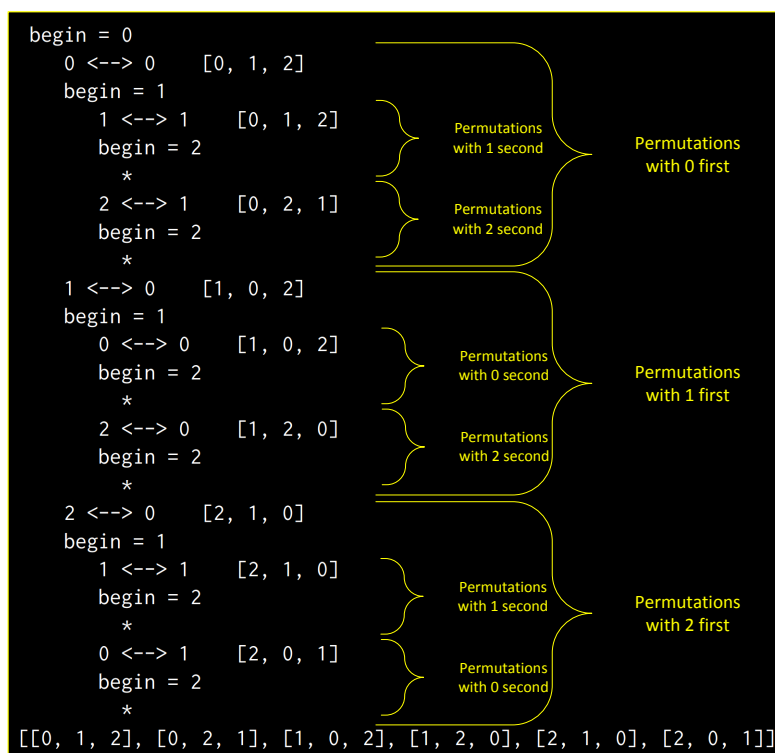 begin = 0
0 <--> 0 [0, 1, 2]
begin = 1
1 <--> 1 [0, 1, 2]
begin = 2
*
Permutations
with 1 second
2 <--> 1 [0, 2, 1]
begin = 2
*
Permutations
with 2 second
Permutations
with 0 first
1 <--> 0 [1, 0, 2]
begin = 1
0 <--> 0 [1, 0, 2]
begin = 2
*
Permutations
with 0 second
2 <--> 0 [1, 2, 0]
begin = 2
*
Permutations
with 2 second
Permutations
with 1 first
2 <--> 0 [2, 1, 0]
begin = 1
1 <--> 1 [2, 1, 0]
begin = 2
*
Permutations
with 1 second
0 <--> 1 [2, 0, 1]
begin = 2
*
Permutations
with 0 second
Permutations
with 2 first
[[0, 1, 2], [0, 2, 1], [1, 0, 2], [1, 2, 0], [2, 1, 0], [2, 0, 1]]